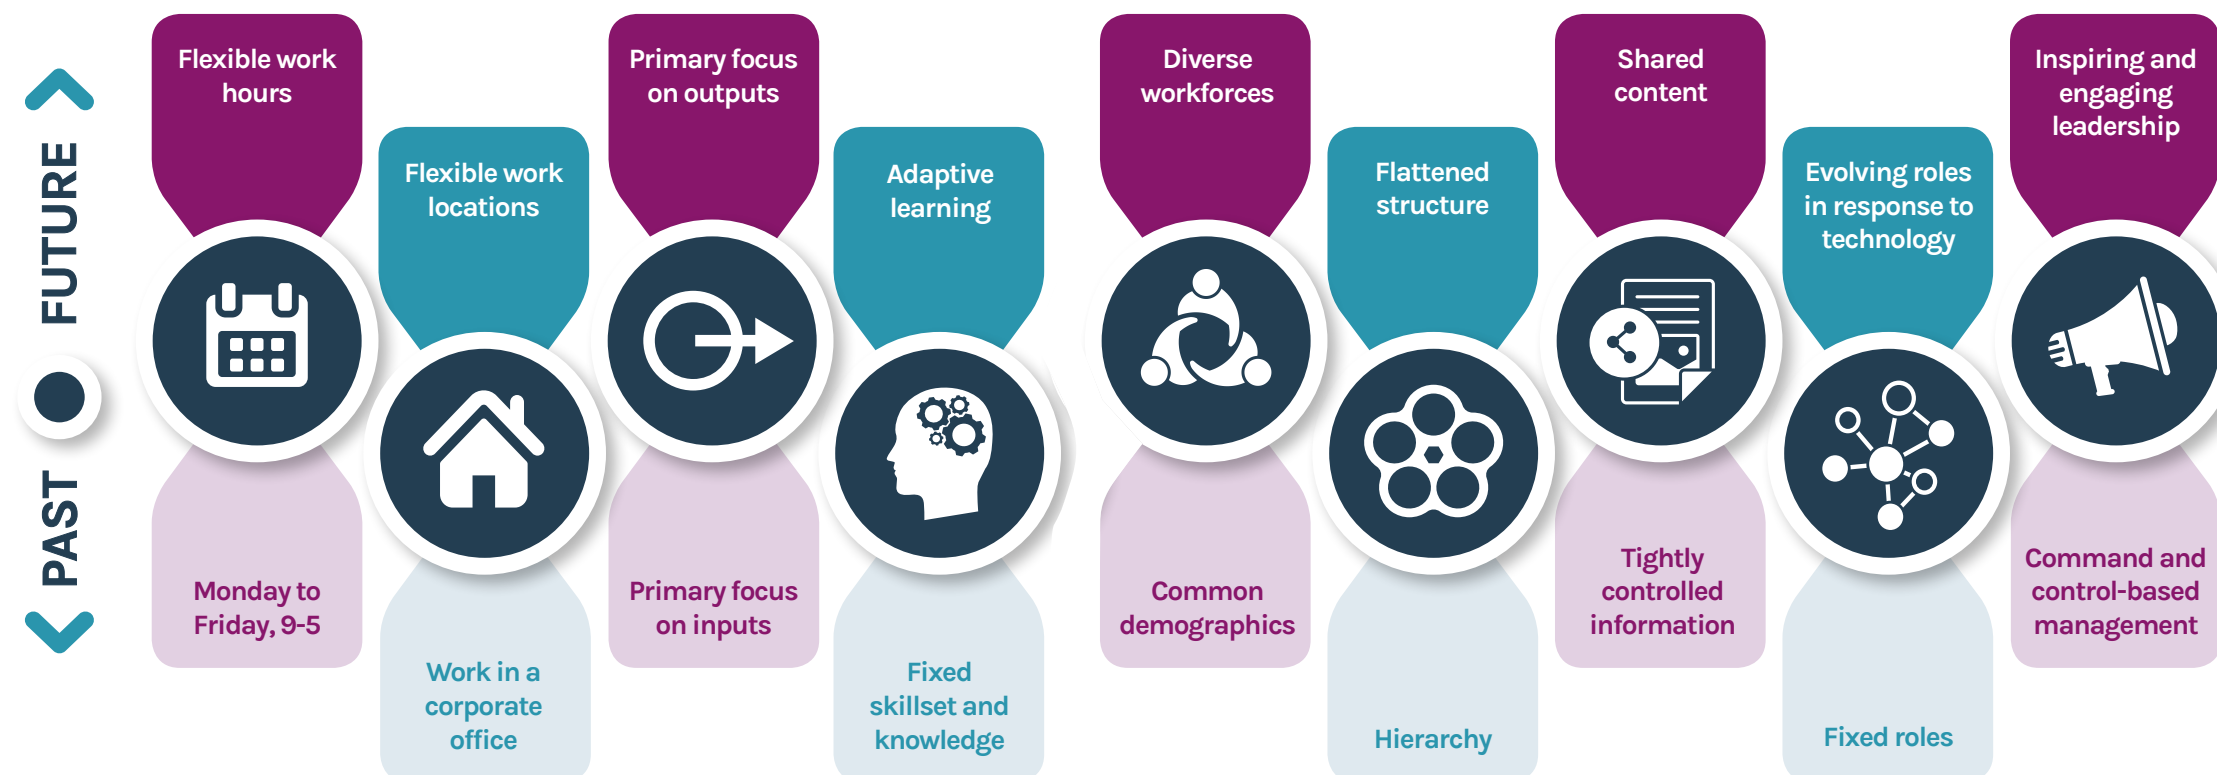 FUTURE
PAST
Flexible work
hours
Monday to
Friday, 9-5
Flexible work
locations
Work in a
corporate
office
Primary focus
on outputs
Primary focus
on inputs
Adaptive
learning
Fixed
skillset and
knowledge
Diverse
workforces
Common
demographics
Flattened
structure
Hierarchy
Shared
content
Tightly
controlled
information
Evolving roles
in response to
technology
Fixed roles
Inspiring and
engaging
leadership
Command and
control-based
management